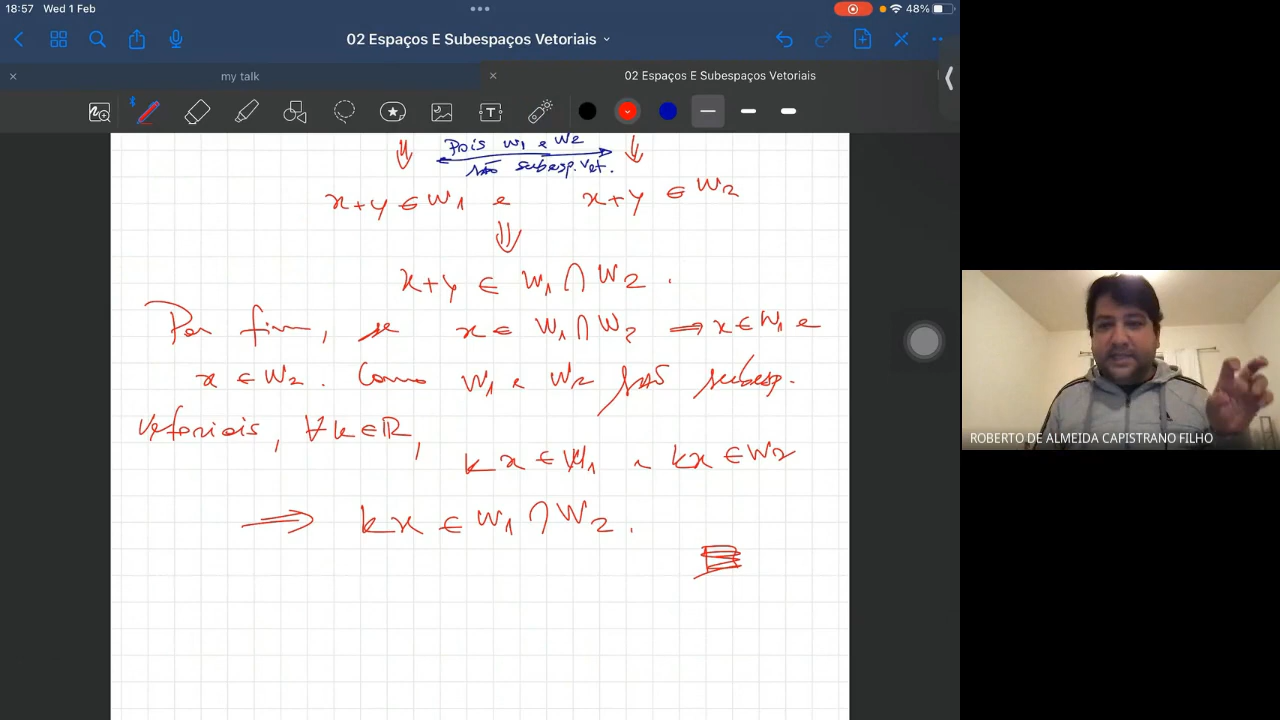 18:57 Wed 1 Feb
48%
02 Espaços E Subespaços Vetoriais
my talk
02 Espaços E Subespaços Vetoriais
T
Pois W1 e W2
são subesp. vet.
⇓ ⇓
x+y ∈ W1 e x+y ∈ W2
⇓
x+y ∈ W1 ∩ W2.
Por fim, se x ∈ W1 ∩ W2 ⟹ x ∈ W1 e
x ∈ W2. Como W1 e W2 são subesp.
vetoriais, ∀k∈ℝ,
kx ∈ W1 e kx ∈ W2
⟹ kx ∈ W1 ∩ W2.
ROBERTO DE ALMEIDA CAPISTRANO FILHO